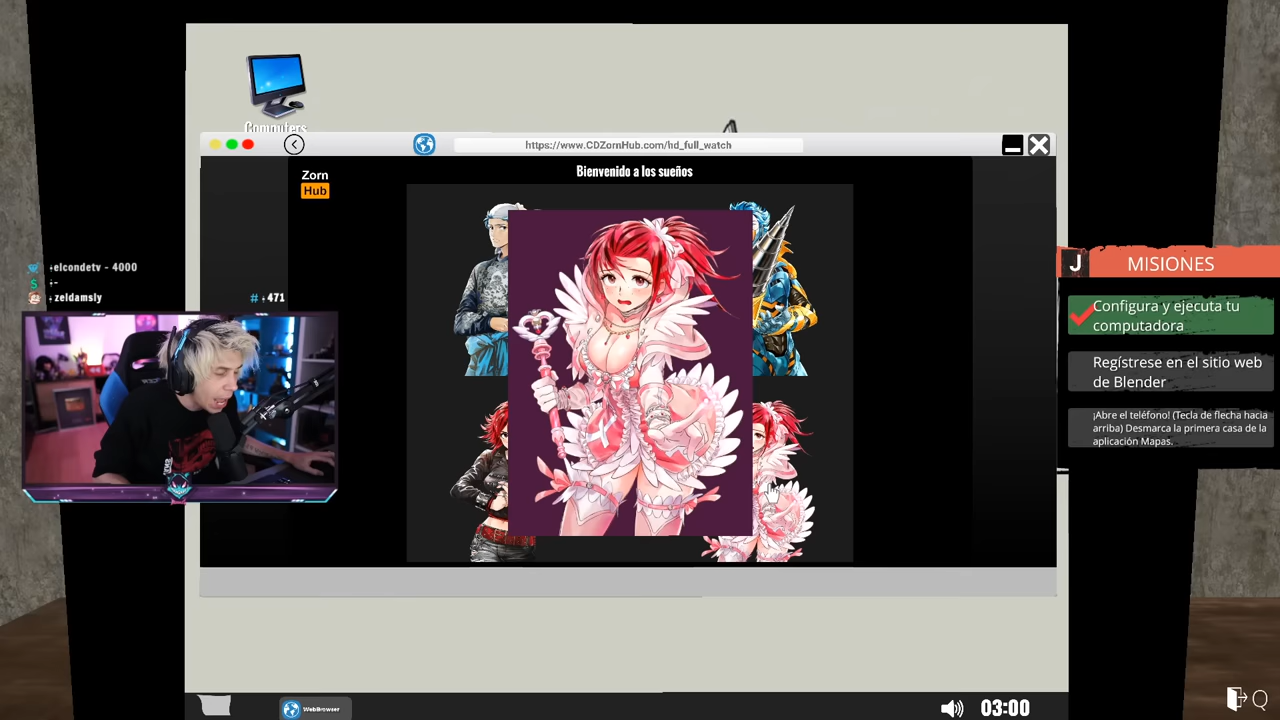 Computers
https://www.CDZornHub.com/hd_full_watch
Zorn
Hub
Bienvenido a los sueños
elcondetv - 4000
-
zeldamsly
# 471
J
MISIONES
Configura y ejecuta tu
computadora
Regístrese en el sitio web
de Blender
¡Abre el teléfono! (Tecla de flecha hacia
arriba) Desmarca la primera casa de la
aplicación Mapas.
WebBrowser
03:00
Q